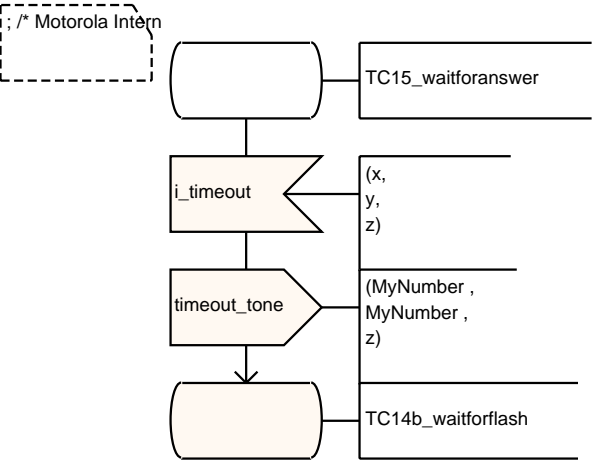 ; /* Motorola Intern
TC15_waitforanswer
i_timeout
(x,
y,
z)
timeout_tone
(MyNumber ,
MyNumber ,
z)
TC14b_waitforflash